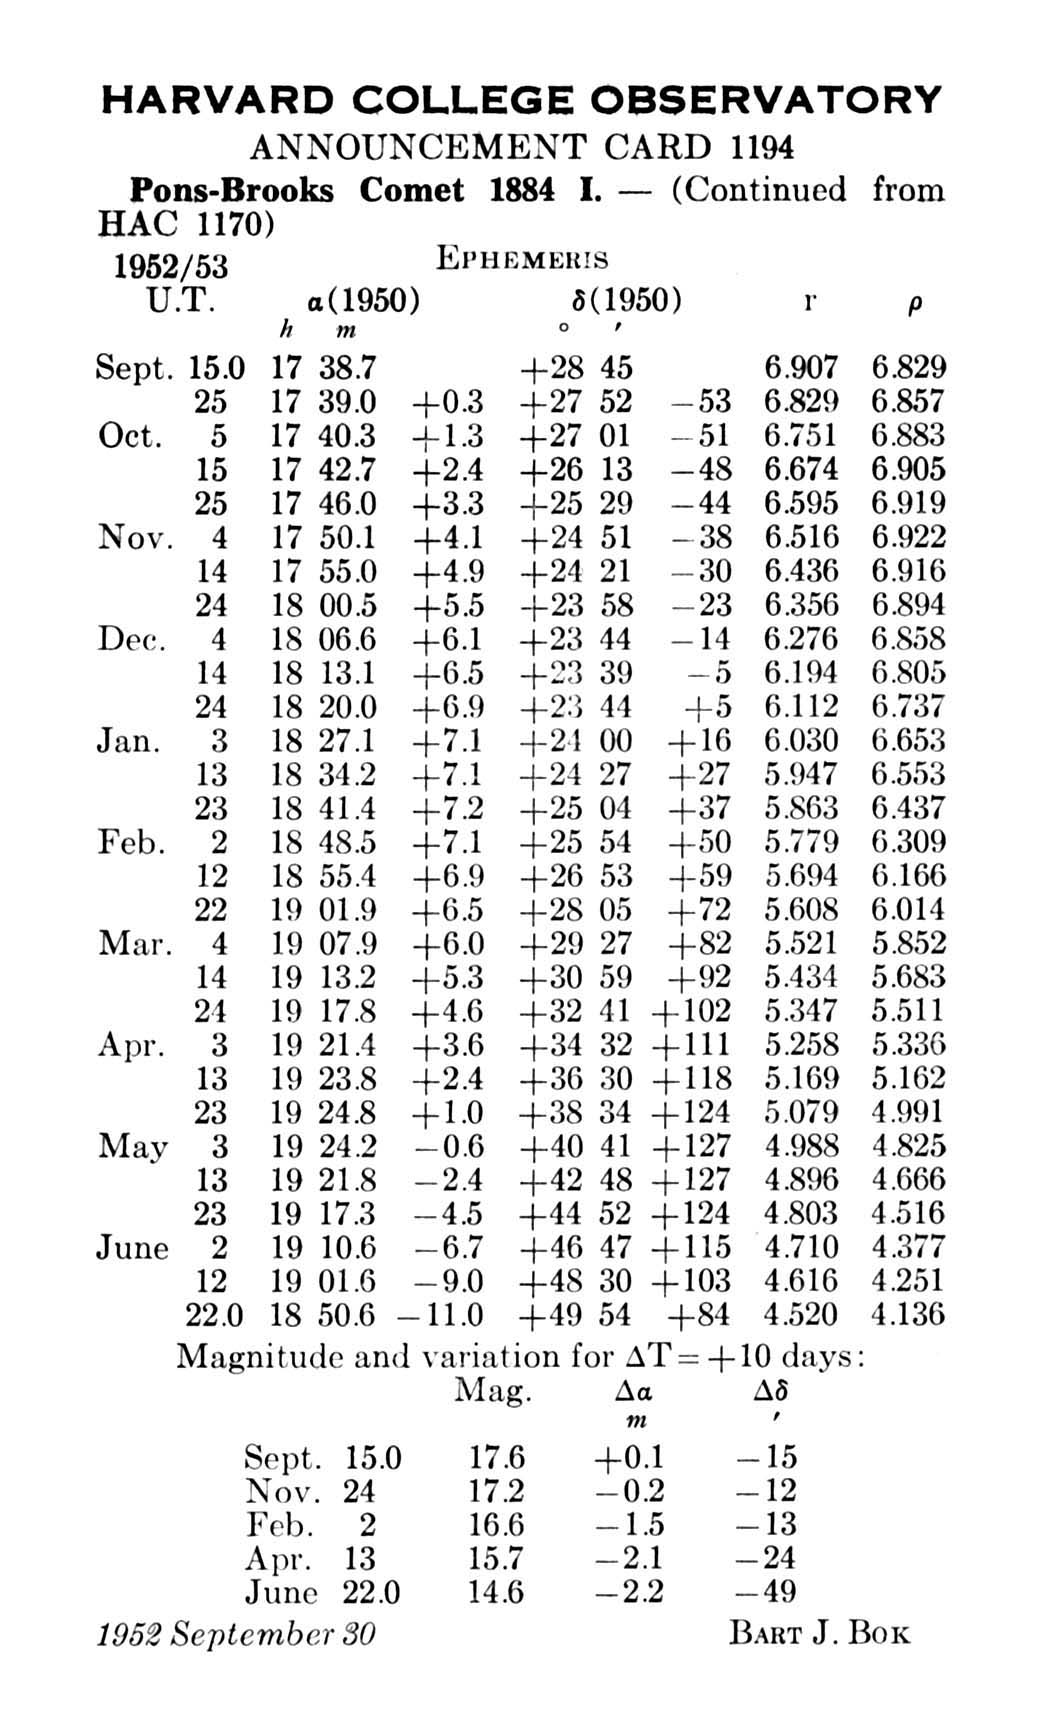 HARVARD COLLEGE OBSERVATORY
ANNOUNCEMENT CARD 1194
Pons-Brooks Comet 1884 I. — (Continued from
HAC 1170)
1952/53 EPHEMERIS
U.T. α(1950) δ(1950) r ρ
h m ° ′
Sept. 15.0 17 38.7 +28 45 6.907 6.829
25 17 39.0 +0.3 +27 52 −53 6.829 6.857
Oct. 5 17 40.3 +1.3 +27 01 −51 6.751 6.883
15 17 42.7 +2.4 +26 13 −48 6.674 6.905
25 17 46.0 +3.3 +25 29 −44 6.595 6.919
Nov. 4 17 50.1 +4.1 +24 51 −38 6.516 6.922
14 17 55.0 +4.9 +24 21 −30 6.436 6.916
24 18 00.5 +5.5 +23 58 −23 6.356 6.894
Dec. 4 18 06.6 +6.1 +23 44 −14 6.276 6.858
14 18 13.1 +6.5 +23 39 −5 6.194 6.805
24 18 20.0 +6.9 +23 44 +5 6.112 6.737
Jan. 3 18 27.1 +7.1 +24 00 +16 6.030 6.653
13 18 34.2 +7.1 +24 27 +27 5.947 6.553
23 18 41.4 +7.2 +25 04 +37 5.863 6.437
Feb. 2 18 48.5 +7.1 +25 54 +50 5.779 6.309
12 18 55.4 +6.9 +26 53 +59 5.694 6.166
22 19 01.9 +6.5 +28 05 +72 5.608 6.014
Mar. 4 19 07.9 +6.0 +29 27 +82 5.521 5.852
14 19 13.2 +5.3 +30 59 +92 5.434 5.683
24 19 17.8 +4.6 +32 41 +102 5.347 5.511
Apr. 3 19 21.4 +3.6 +34 32 +111 5.258 5.336
13 19 23.8 +2.4 +36 30 +118 5.169 5.162
23 19 24.8 +1.0 +38 34 +124 5.079 4.991
May 3 19 24.2 −0.6 +40 41 +127 4.988 4.825
13 19 21.8 −2.4 +42 48 +127 4.896 4.666
23 19 17.3 −4.5 +44 52 +124 4.803 4.516
June 2 19 10.6 −6.7 +46 47 +115 4.710 4.377
12 19 01.6 −9.0 +48 30 +103 4.616 4.251
22.0 18 50.6 −11.0 +49 54 +84 4.520 4.136
Magnitude and variation for ΔT=+10 days:
Mag. Δα Δδ
m ′
Sept. 15.0 17.6 +0.1 −15
Nov. 24 17.2 −0.2 −12
Feb. 2 16.6 −1.5 −13
Apr. 13 15.7 −2.1 −24
June 22.0 14.6 −2.2 −49
1952 September 30 BART J. BOK